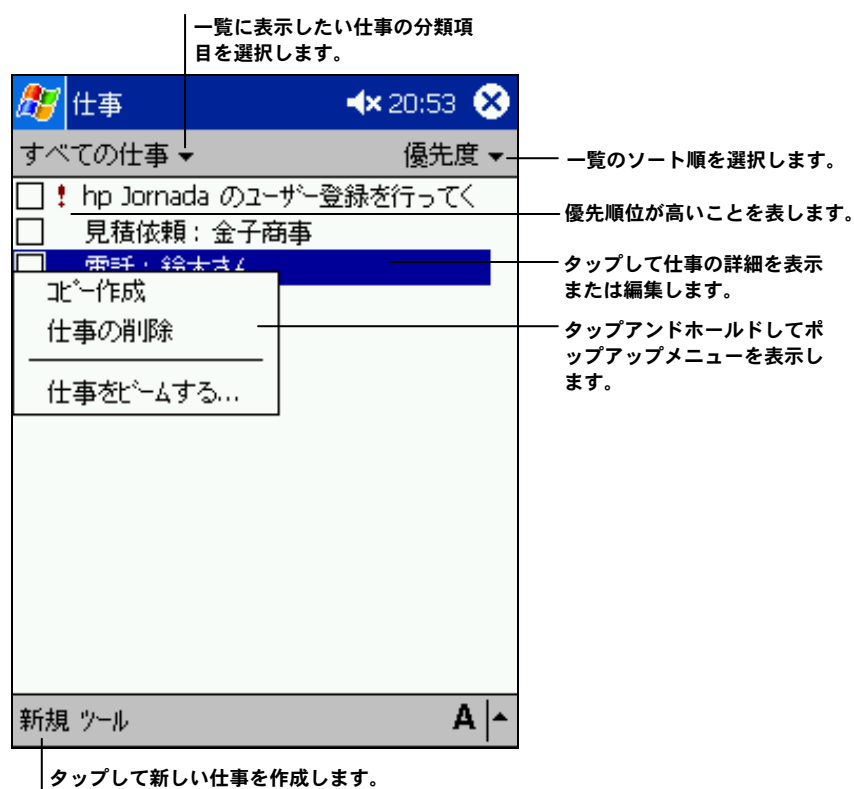 一覧に表示したい仕事の分類項
目を選択します。
仕事
20:53
すべての仕事
優先度
一覧のソート順を選択します。
! hp Jornada のユーザー登録を行ってく
優先順位が高いことを表します。
見積依頼：金子商事
電話：鈴木さん
タップして仕事の詳細を表示
または編集します。
コピー作成
仕事の削除
タップアンドホールドしてポ
ップアップメニューを表示し
ます。
仕事をビームする...
新規 ツール
A
タップして新しい仕事を作成します。